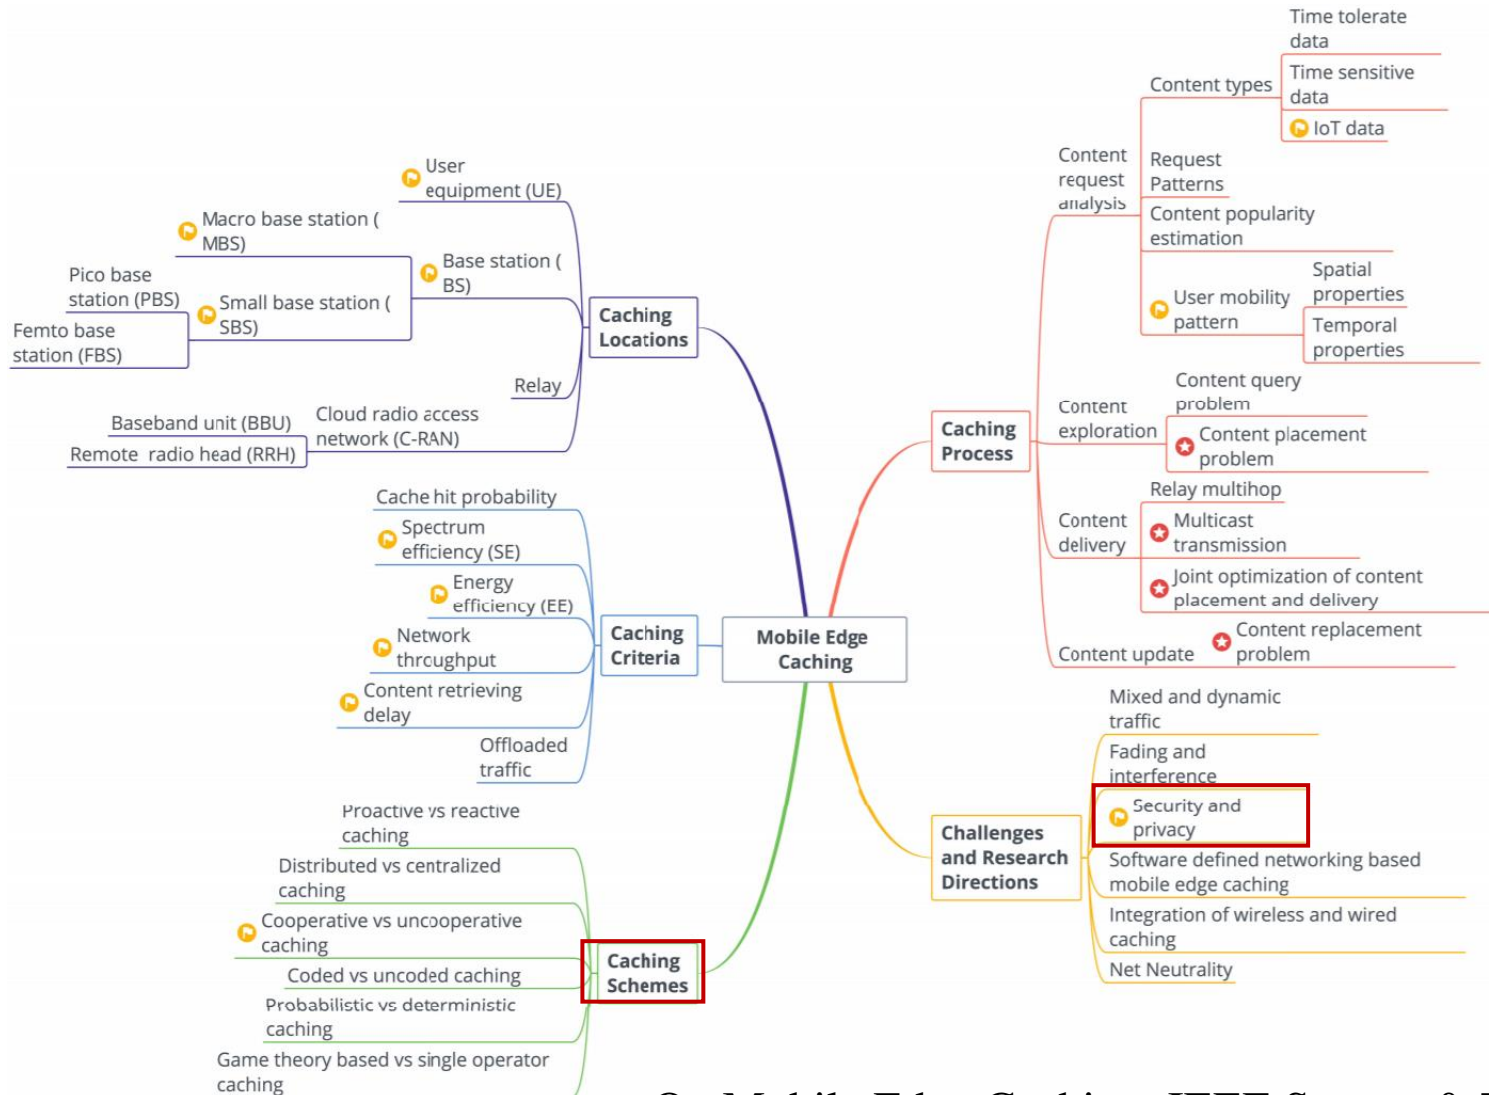 Time tolerate
data
Time sensitive
data
IoT data
Content types
Content
request
analysis
Request
Patterns
Content popularity
estimation
User mobility
pattern
Spatial
properties
Temporal
properties
User
equipment (UE)
Macro base station (
MBS)
Base station (
BS)
Pico base
station (PBS)
Small base station (
SBS)
Femto base
station (FBS)
Caching
Locations
Relay
Cloud radio access
network (C-RAN)
Baseband unit (BBU)
Remote radio head (RRH)
Caching
Process
Content
exploration
Content query
problem
Content placement
problem
Content
delivery
Relay multihop
Multicast
transmission
Joint optimization of content
placement and delivery
Content update
Content replacement
problem
Cache hit probability
Spectrum
efficiency (SE)
Energy
efficiency (EE)
Network
throughput
Content retrieving
delay
Offloaded
traffic
Caching
Criteria
Mobile Edge
Caching
Mixed and dynamic
traffic
Fading and
interference
Security and
privacy
Software defined networking based
mobile edge caching
Integration of wireless and wired
caching
Net Neutrality
Challenges
and Research
Directions
Proactive vs reactive
caching
Distributed vs centralized
caching
Cooperative vs uncooperative
caching
Coded vs uncoded caching
Probabilistic vs deterministic
caching
Game theory based vs single operator
caching
Caching
Schemes
Mobile Edge Caching IEEE